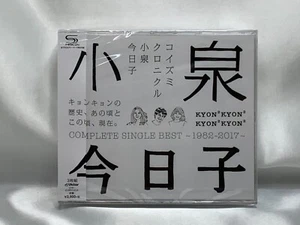 小泉
コイズミ
クロニクル
小泉
今日子
キョンキョンの
歴史、あの頃と
この頃、現在。
KYON²KYON²
KYON²KYON²
COMPLETE SINGLE BEST ~1982-2017~
今日子